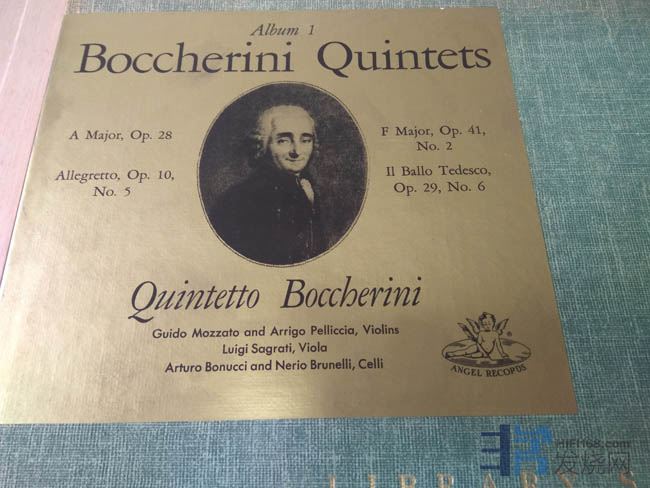 Album 1
Boccherini Quintets
A Major, Op. 28
Allegretto, Op. 10,
No. 5
F Major, Op. 41,
No. 2
Il Ballo Tedesco,
Op. 29, No. 6
Quintetto Boccherini
Guido Mozzato and Arrigo Pelliccia, Violins
Luigi Sagrati, Viola
Arturo Bonucci and Nerio Brunelli, Celli
®
ANGEL RECORDS
HIFI168.com
发烧网
LIBRARY S